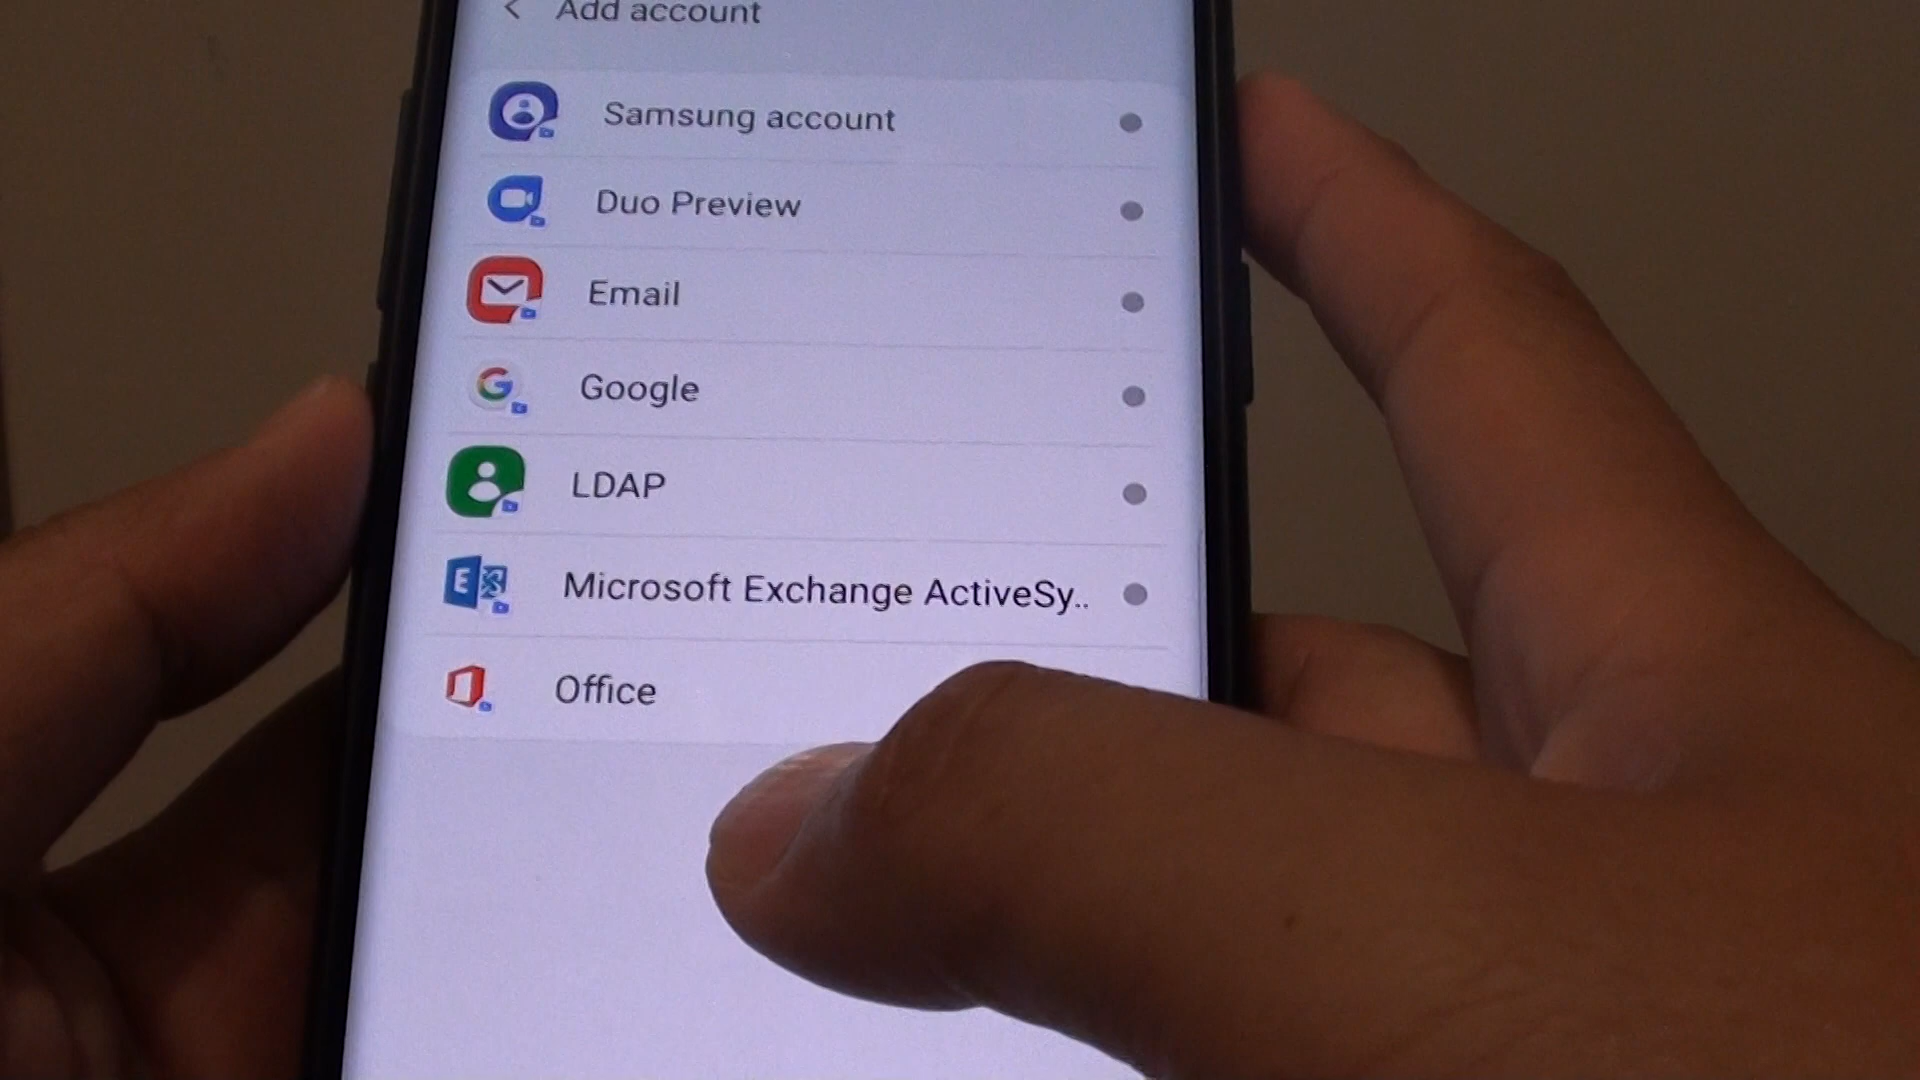 Add account
Samsung account
Duo Preview
Email
Google
LDAP
Microsoft Exchange ActiveSy..
Office